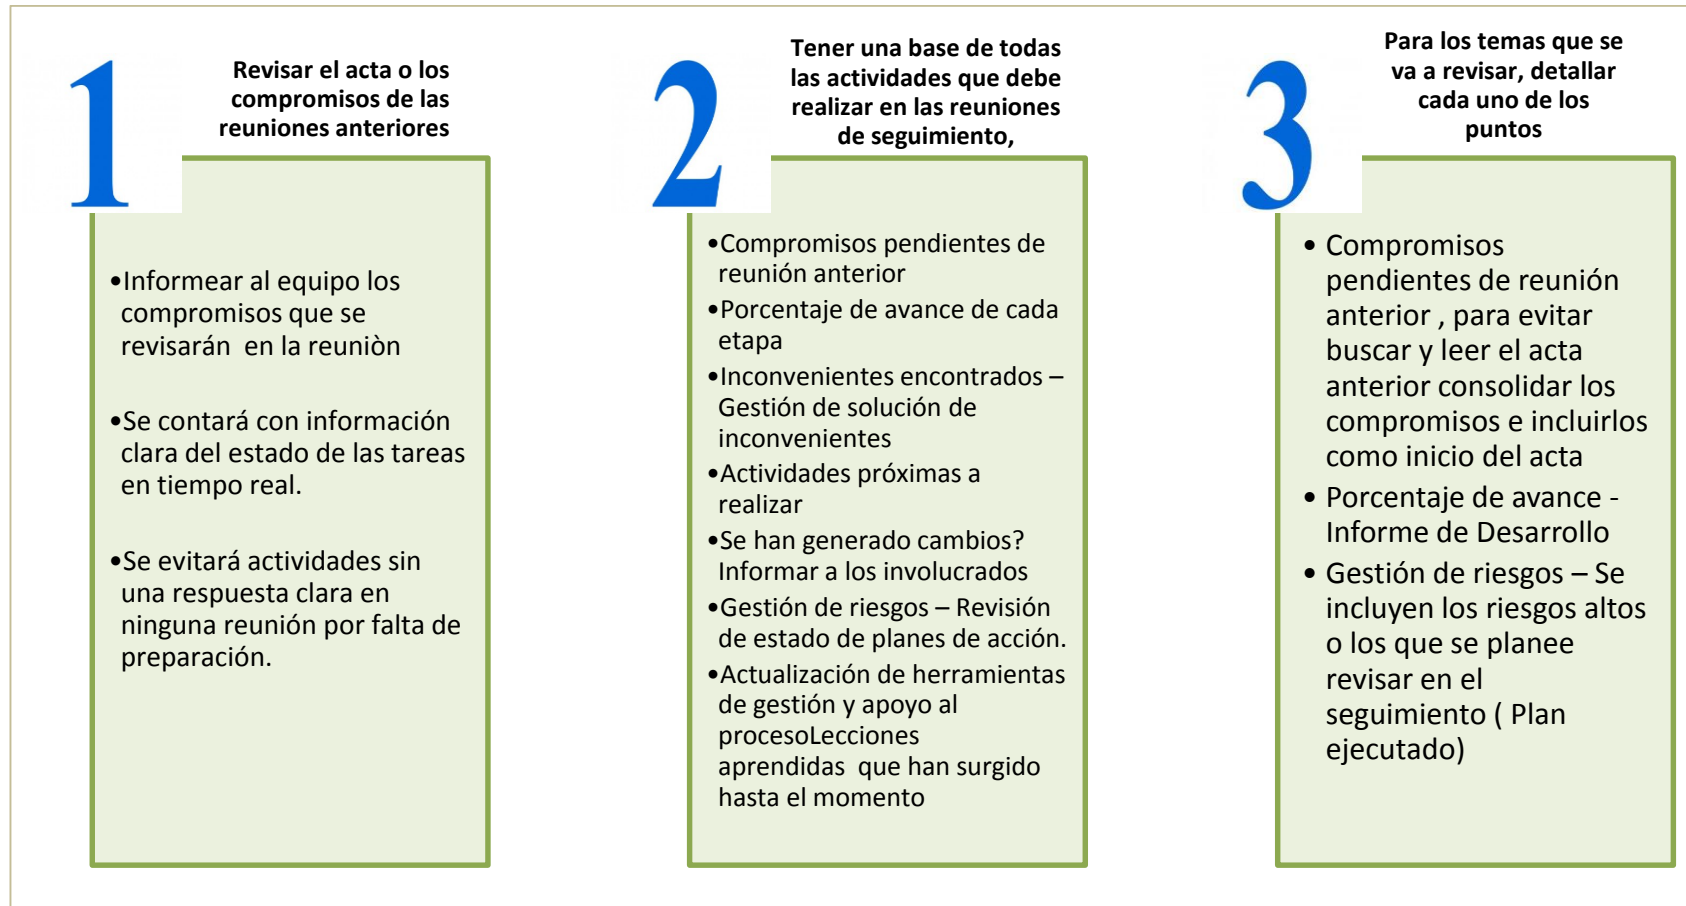 1
Revisar el acta o los
compromisos de las
reuniones anteriores
•Informear al equipo los
compromisos que se
revisarán en la reuniòn
•Se contará con información
clara del estado de las tareas
en tiempo real.
•Se evitará actividades sin
una respuesta clara en
ninguna reunión por falta de
preparación.
2
Tener una base de todas
las actividades que debe
realizar en las reuniones
de seguimiento,
•Compromisos pendientes de
reunión anterior
•Porcentaje de avance de cada
etapa
•Inconvenientes encontrados –
Gestión de solución de
inconvenientes
•Actividades próximas a
realizar
•Se han generado cambios?
Informar a los involucrados
•Gestión de riesgos – Revisión
de estado de planes de acción.
•Actualización de herramientas
de gestión y apoyo al
procesoLecciones
aprendidas que han surgido
hasta el momento
3
Para los temas que se
va a revisar, detallar
cada uno de los
puntos
• Compromisos
pendientes de reunión
anterior , para evitar
buscar y leer el acta
anterior consolidar los
compromisos e incluirlos
como inicio del acta
• Porcentaje de avance -
Informe de Desarrollo
• Gestión de riesgos – Se
incluyen los riesgos altos
o los que se planee
revisar en el
seguimiento ( Plan
ejecutado)